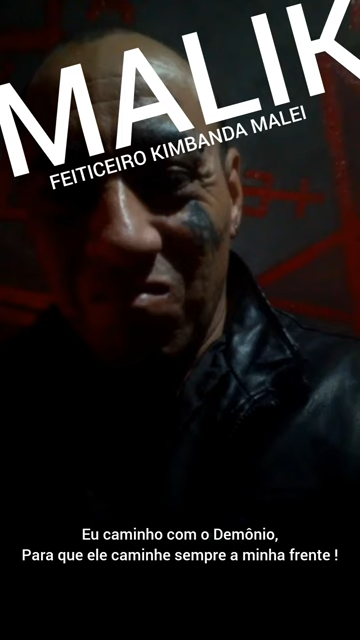 MALIK
FEITICEIRO KIMBANDA MALEI
Eu caminho com o Demônio,
Para que ele caminhe sempre a minha frente !